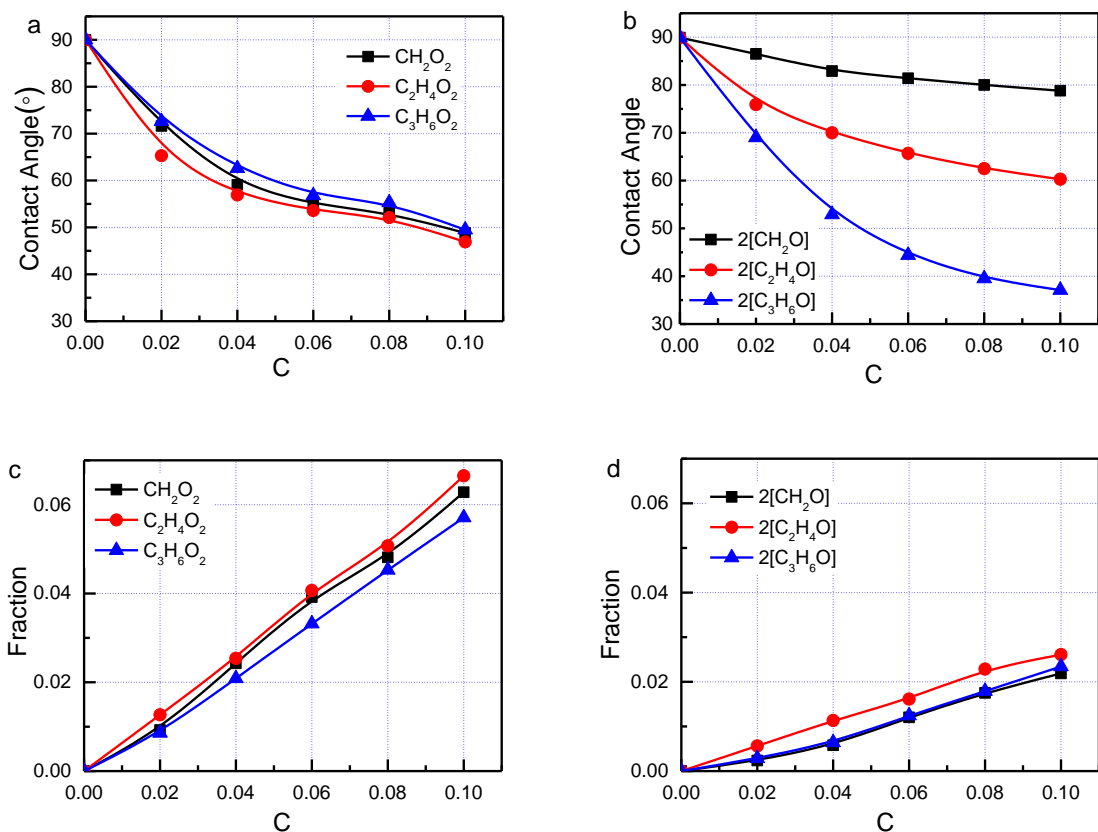 a
Contact Angle(°)
90
80
70
60
50
40
30
CH₂O₂
C₂H₄O₂
C₃H₆O₂
0.00 0.02 0.04 0.06 0.08 0.10
C
b
Contact Angle
90
80
70
60
50
40
30
2[CH₂O]
2[C₂H₄O]
2[C₃H₆O]
0.00 0.02 0.04 0.06 0.08 0.10
C
c
Fraction
0.06
0.04
0.02
0.00
CH₂O₂
C₂H₄O₂
C₃H₆O₂
0.00 0.02 0.04 0.06 0.08 0.10
C
d
Fraction
0.06
0.04
0.02
0.00
2[CH₂O]
2[C₂H₄O]
2[C₃H₆O]
0.00 0.02 0.04 0.06 0.08 0.10
C